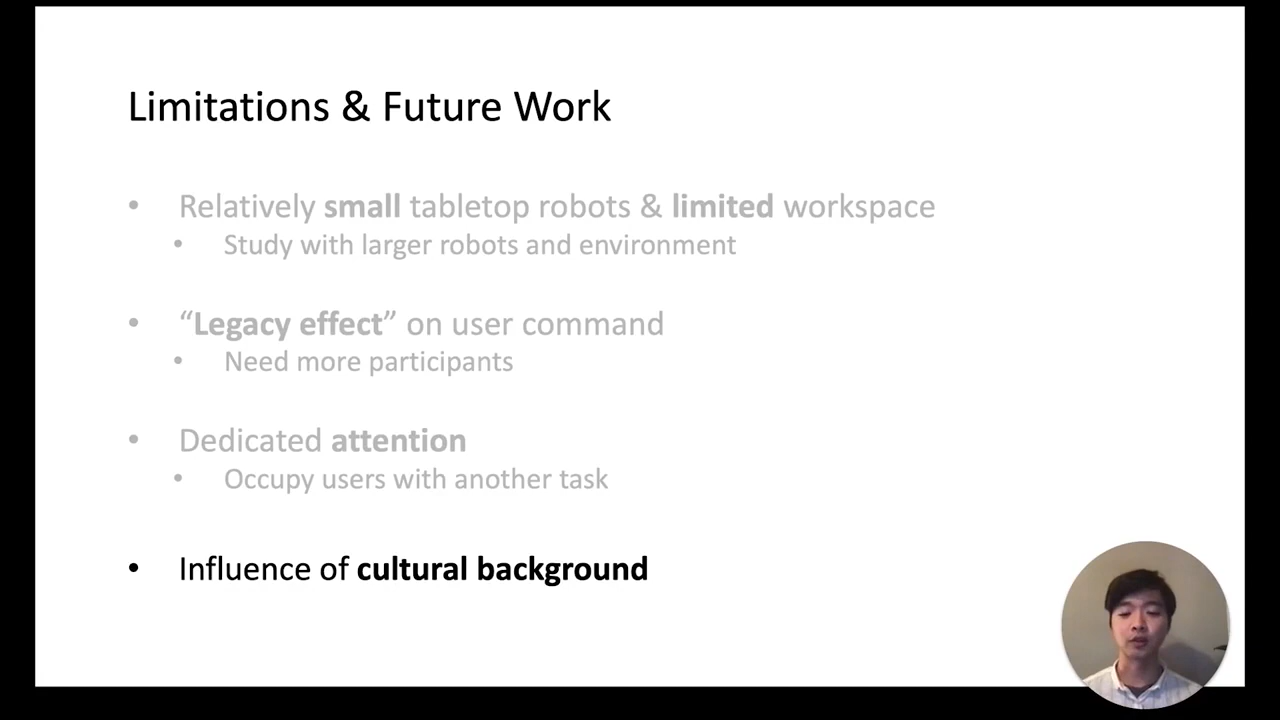 Limitations & Future Work
• Relatively small tabletop robots & limited workspace
• Study with larger robots and environment
• “Legacy effect” on user command
• Need more participants
• Dedicated attention
• Occupy users with another task
• Influence of cultural background